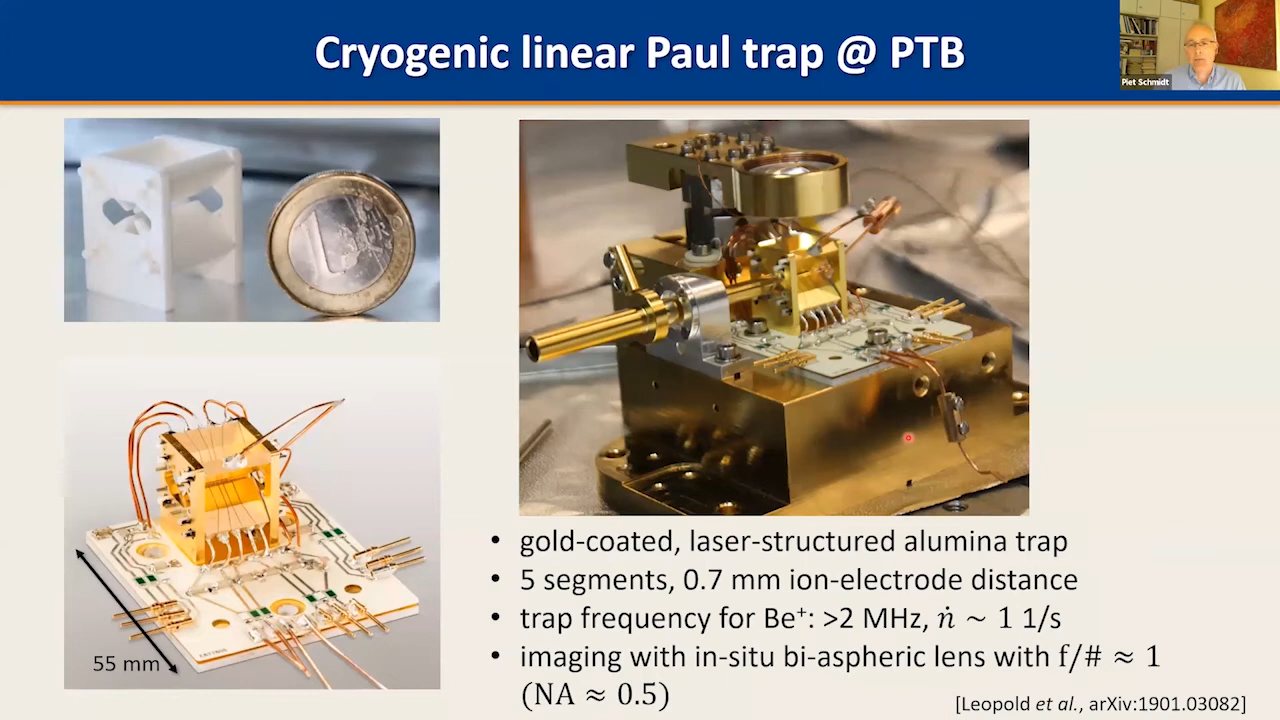 Cryogenic linear Paul trap @ PTB
Piet Schmidt
55 mm
• gold-coated, laser-structured alumina trap
• 5 segments, 0.7 mm ion-electrode distance
• trap frequency for Be⁺: >2 MHz, ṅ ~ 1 1/s
• imaging with in-situ bi-aspheric lens with f/# ≈ 1
(NA ≈ 0.5)
[Leopold et al., arXiv:1901.03082]